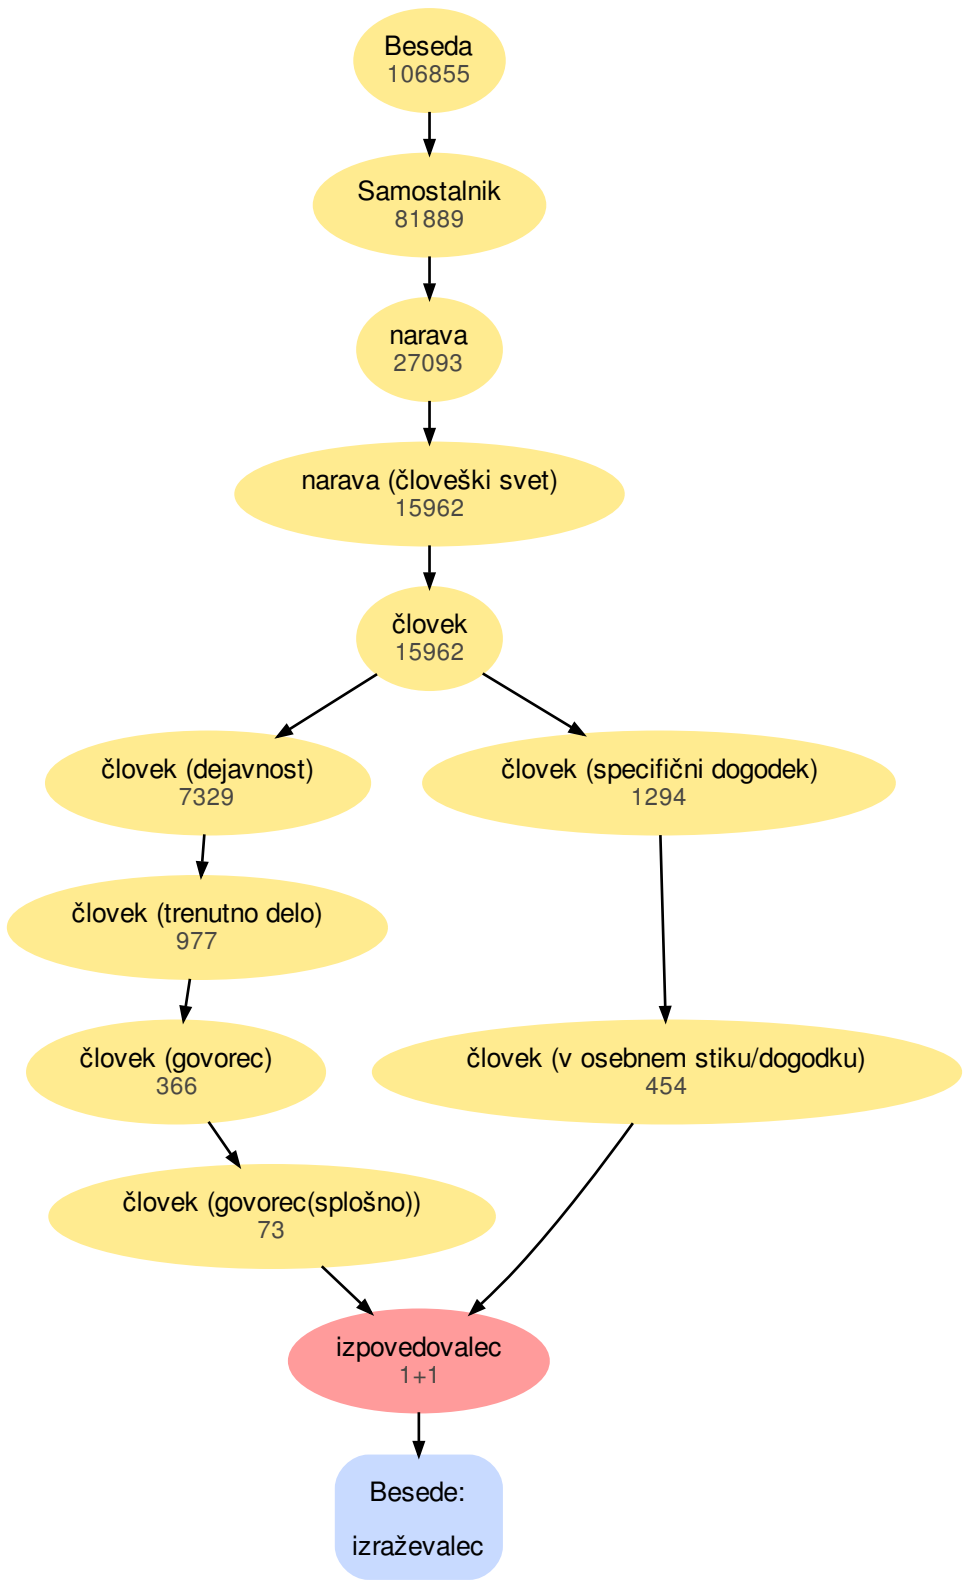 Beseda
106855
Samostalnik
81889
narava
27093
narava (človeški svet)
15962
človek
15962
človek (dejavnost)
7329
človek (specifični dogodek)
1294
človek (trenutno delo)
977
človek (govorec)
366
človek (v osebnem stiku/dogodku)
454
človek (govorec(splošno))
73
izpovedovalec
1+1
Besede:
izraževalec